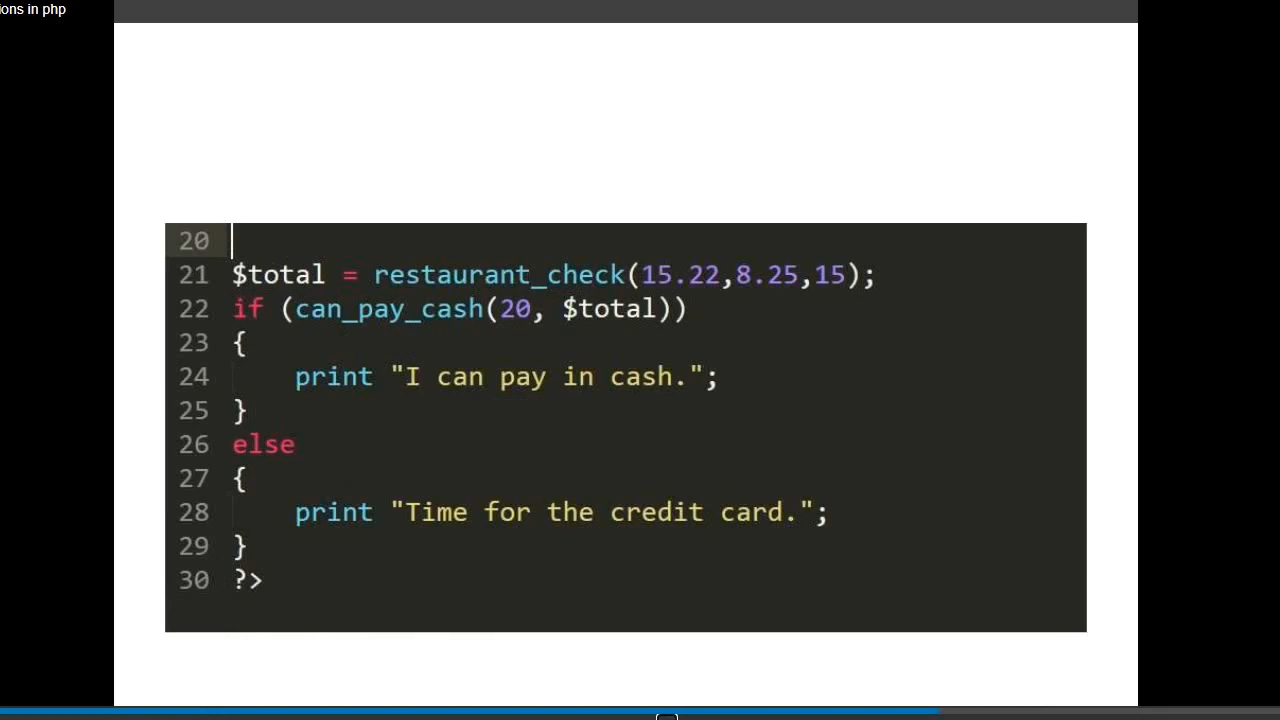 ons in php
20
21 $total = restaurant_check(15.22,8.25,15);
22 if (can_pay_cash(20, $total))
23 {
24     print "I can pay in cash.";
25 }
26 else
27 {
28     print "Time for the credit card.";
29 }
30 ?>